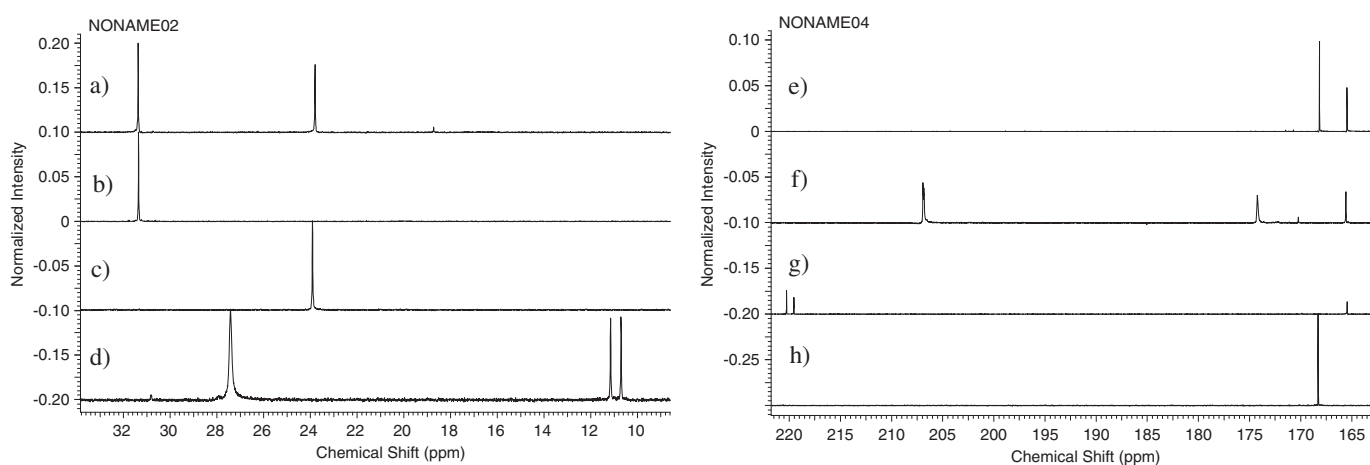 NONAME02
0.20
a)
0.15
0.10
b)
0.05
0
c)
-0.05
-0.10
d)
-0.15
-0.20
Normalized Intensity
32 30 28 26 24 22 20 18 16 14 12 10
Chemical Shift (ppm)
NONAME04
0.10
e)
0.05
0
-0.05
f)
-0.10
-0.15
g)
-0.20
-0.25
h)
Normalized Intensity
220 215 210 205 200 195 190 185 180 175 170 165
Chemical Shift (ppm)